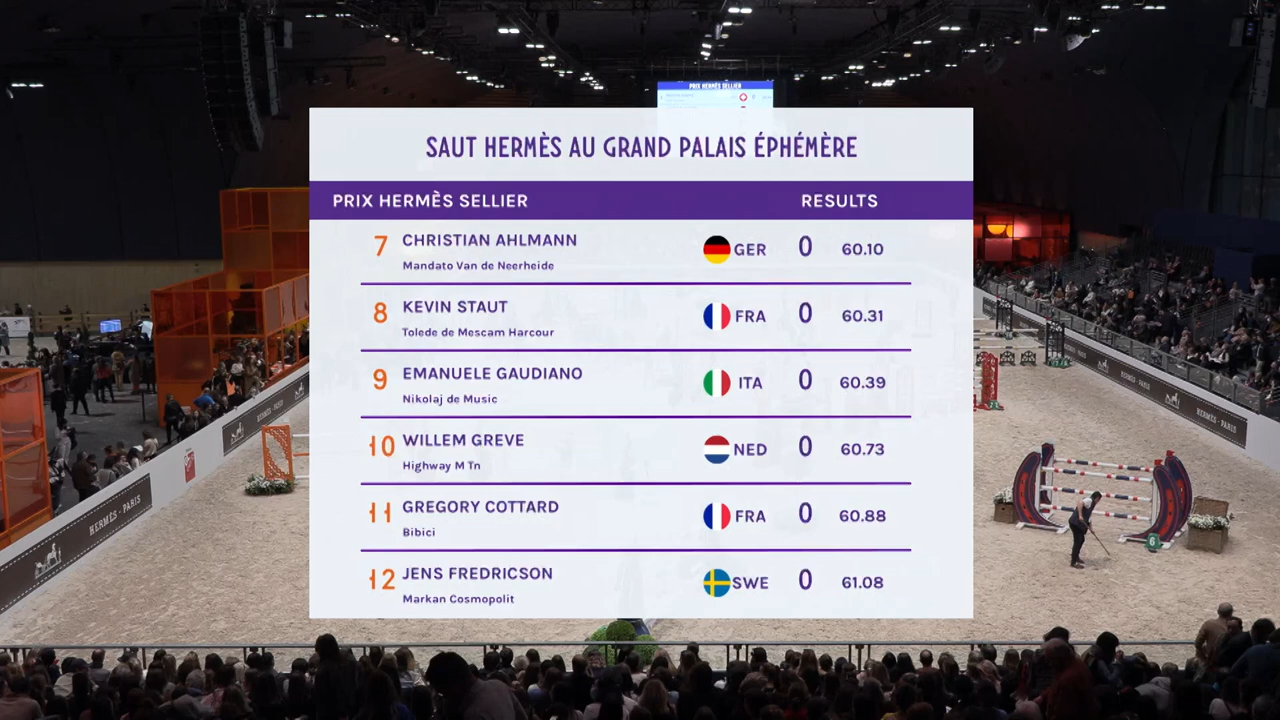 PRIX HERMÈS SELLIER
SAUT HERMÈS AU GRAND PALAIS ÉPHÉMÈRE
PRIX HERMÈS SELLIER RESULTS
7 CHRISTIAN AHLMANN GER 0 60.10
Mandato Van de Neerheide
8 KEVIN STAUT FRA 0 60.31
Tolede de Mescam Harcour
9 EMANUELE GAUDIANO ITA 0 60.39
Nikolaj de Music
10 WILLEM GREVE NED 0 60.73
Highway M Tn
11 GREGORY COTTARD FRA 0 60.88
Bibici
12 JENS FREDRICSON SWE 0 61.08
Markan Cosmopolit
HERMÈS - PARIS
HERMÈS - PARIS
HERMÈS - PARIS
6